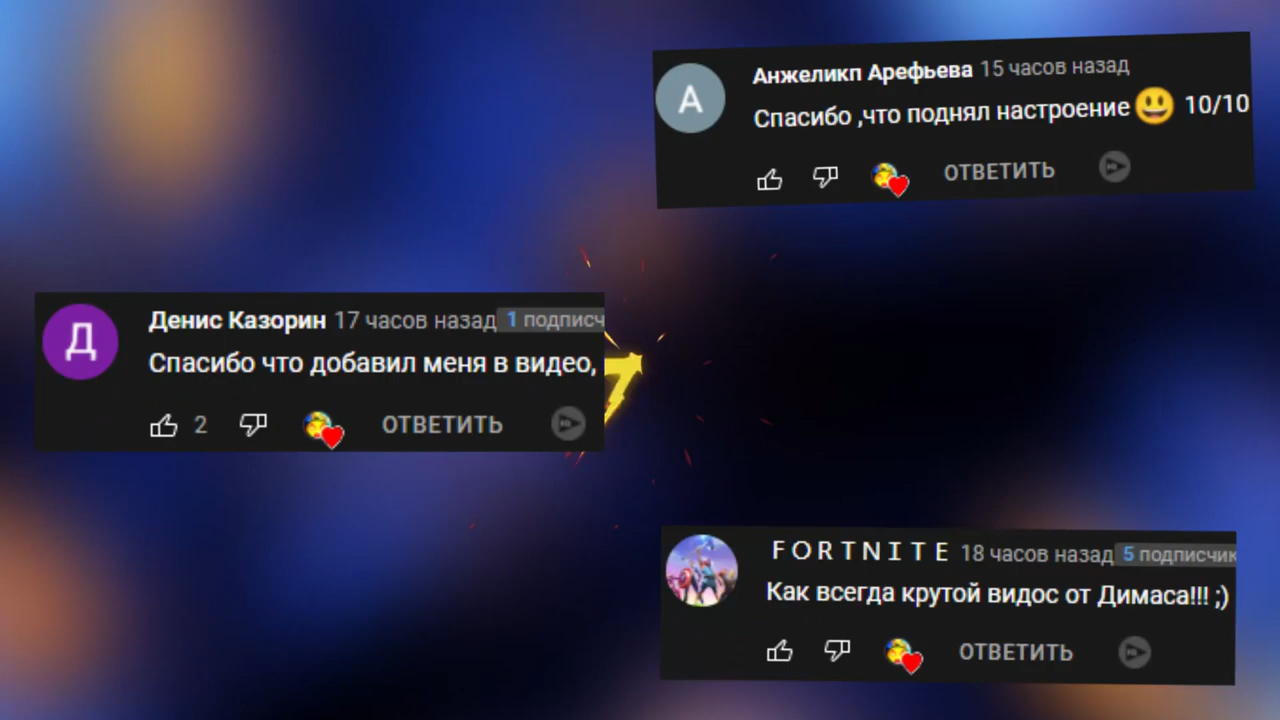 А
Анжеликп Арефьева 15 часов назад
Спасибо ,что поднял настроение 😃 10/10
ОТВЕТИТЬ
Д
Денис Казорин 17 часов назад 1 подписч
Спасибо что добавил меня в видео,
2 ОТВЕТИТЬ
FORTNITE 18 часов назад 5 подписчик
Как всегда крутой видос от Димаса!!! ;)
ОТВЕТИТЬ